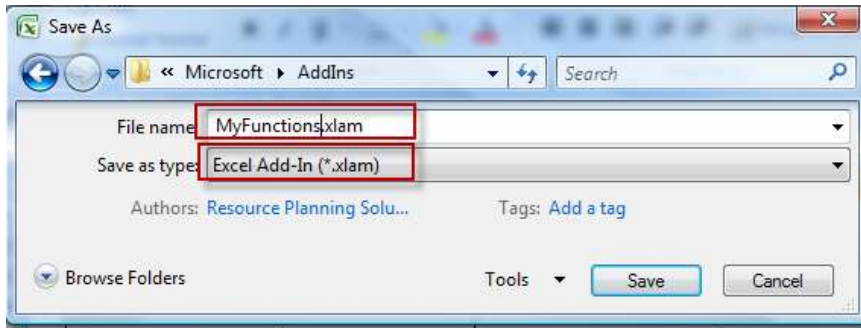 Save As
« Microsoft ▸ AddIns Search
File name: MyFunctions.xlam
Save as type: Excel Add-In (*.xlam)
Authors: Resource Planning Solu... Tags: Add a tag
Browse Folders Tools Save Cancel